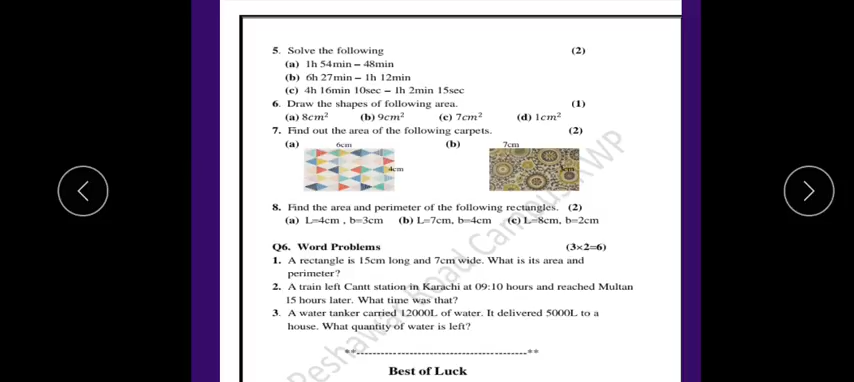 5. Solve the following (2)
(a) 1h 54min – 48min
(b) 6h 27min – 1h 12min
(c) 4h 16min 10sec – 1h 2min 15sec
6. Draw the shapes of following area. (1)
(a) 8cm² (b) 9cm² (c) 7cm² (d) 1cm²
7. Find out the area of the following carpets. (2)
(a) 6cm (b) 7cm
4cm cm
8. Find the area and perimeter of the following rectangles. (2)
(a) L=4cm , b=3cm (b) L=7cm, b=4cm (c) L=8cm, b=2cm
Q6. Word Problems (3×2=6)
1. A rectangle is 15cm long and 7cm wide. What is its area and
perimeter?
2. A train left Cantt station in Karachi at 09:10 hours and reached Multan
15 hours later. What time was that?
3. A water tanker carried 12000L of water. It delivered 5000L to a
house. What quantity of water is left?
**-------------------------------------------**
Best of Luck
Peshawar Road Campus RWP